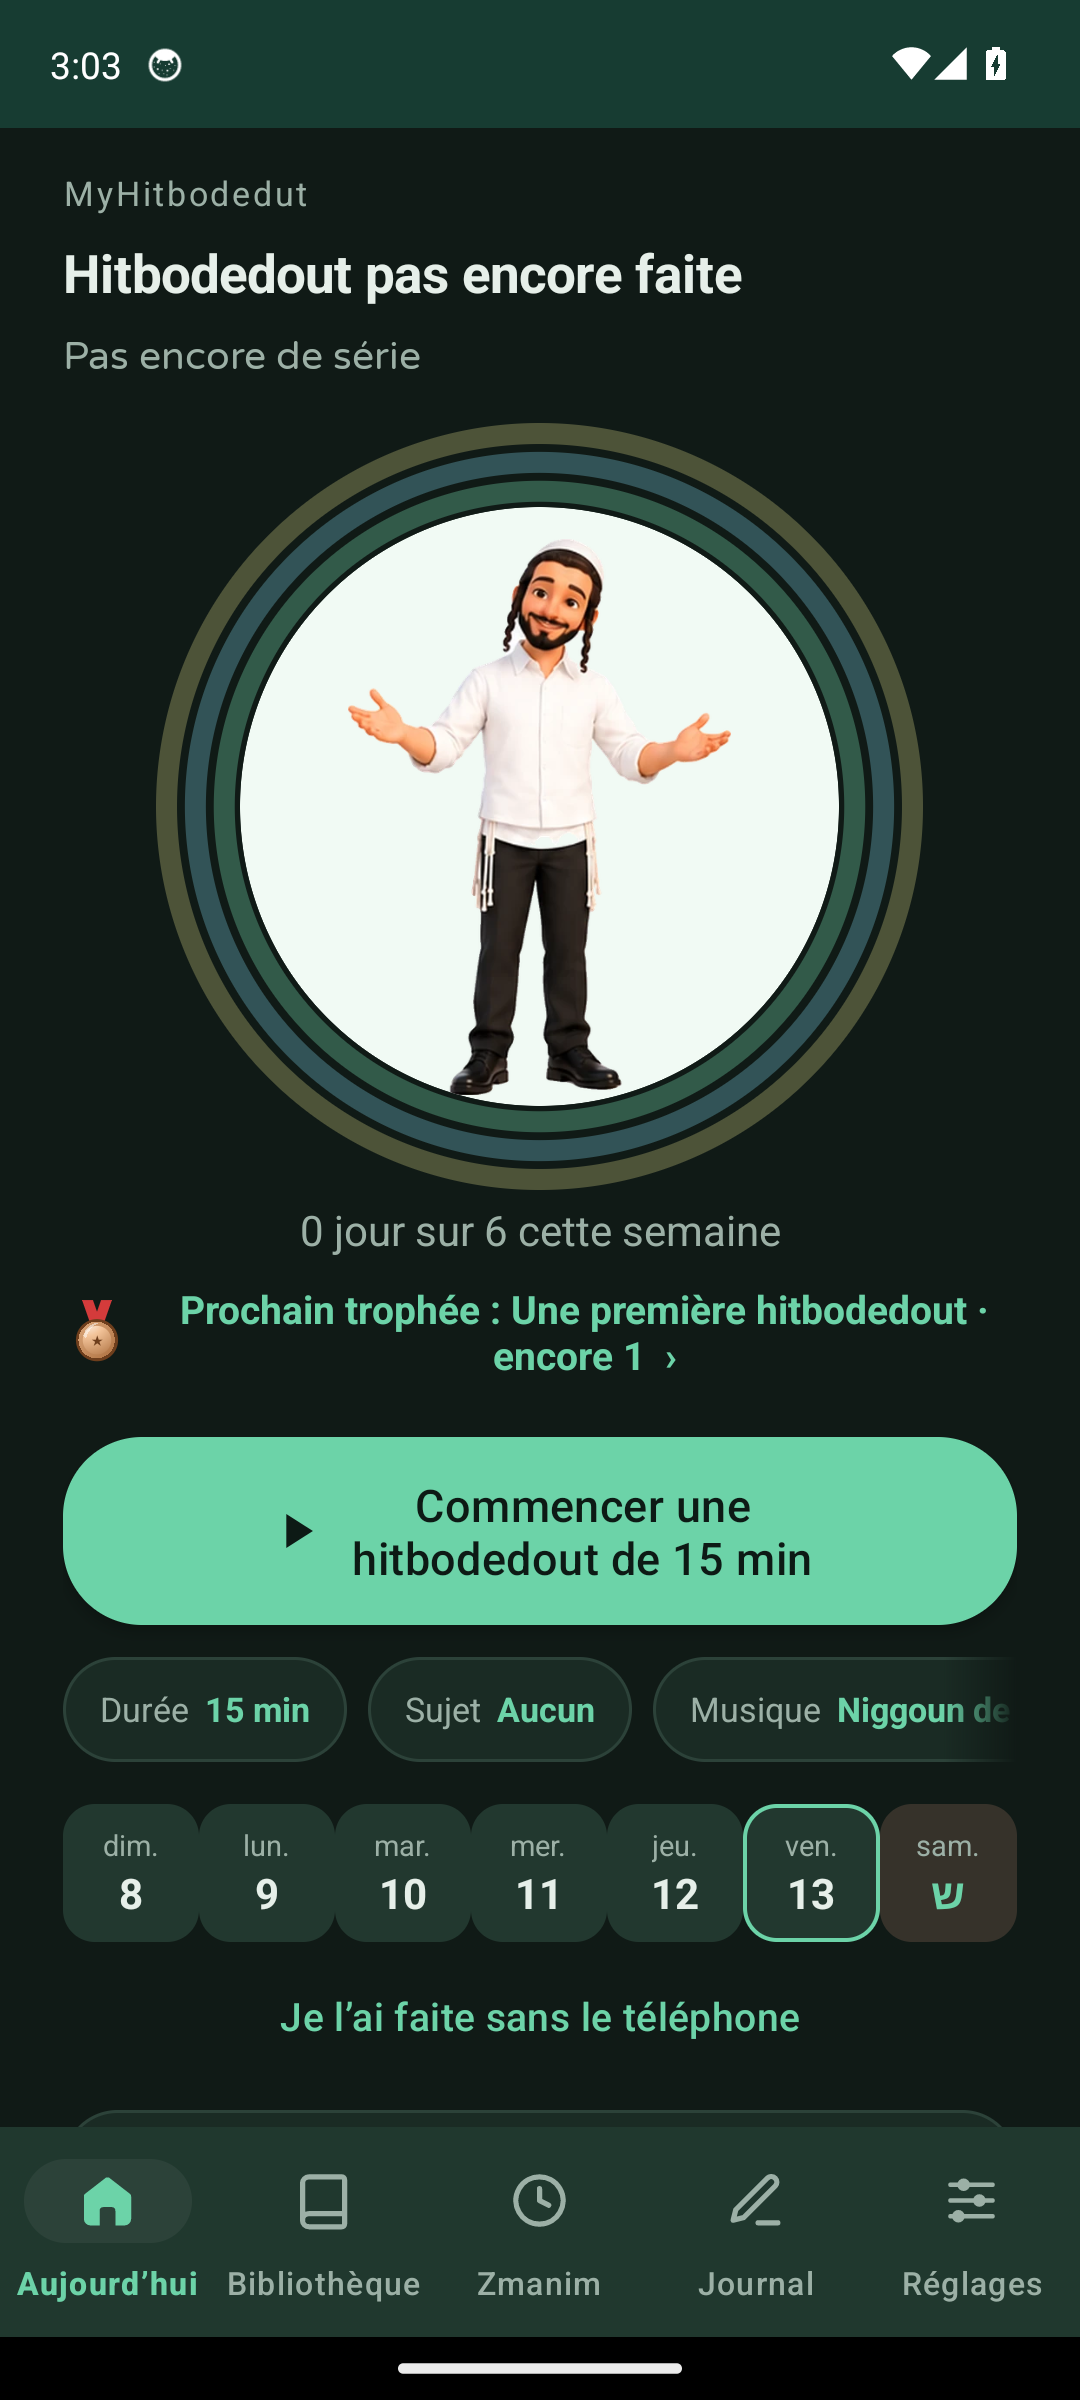 3:03
MyHitbodedut
Hitbodedout pas encore faite
Pas encore de série
0 jour sur 6 cette semaine
Prochain trophée : Une première hitbodedout ·
encore 1 ›
Commencer une
hitbodedout de 15 min
Durée 15 min
Sujet Aucun
Musique Niggoun de
dim. lun. mar. mer. jeu. ven. sam.
8 9 10 11 12 13 ש
Je l’ai faite sans le téléphone
Aujourd’hui Bibliothèque Zmanim Journal Réglages